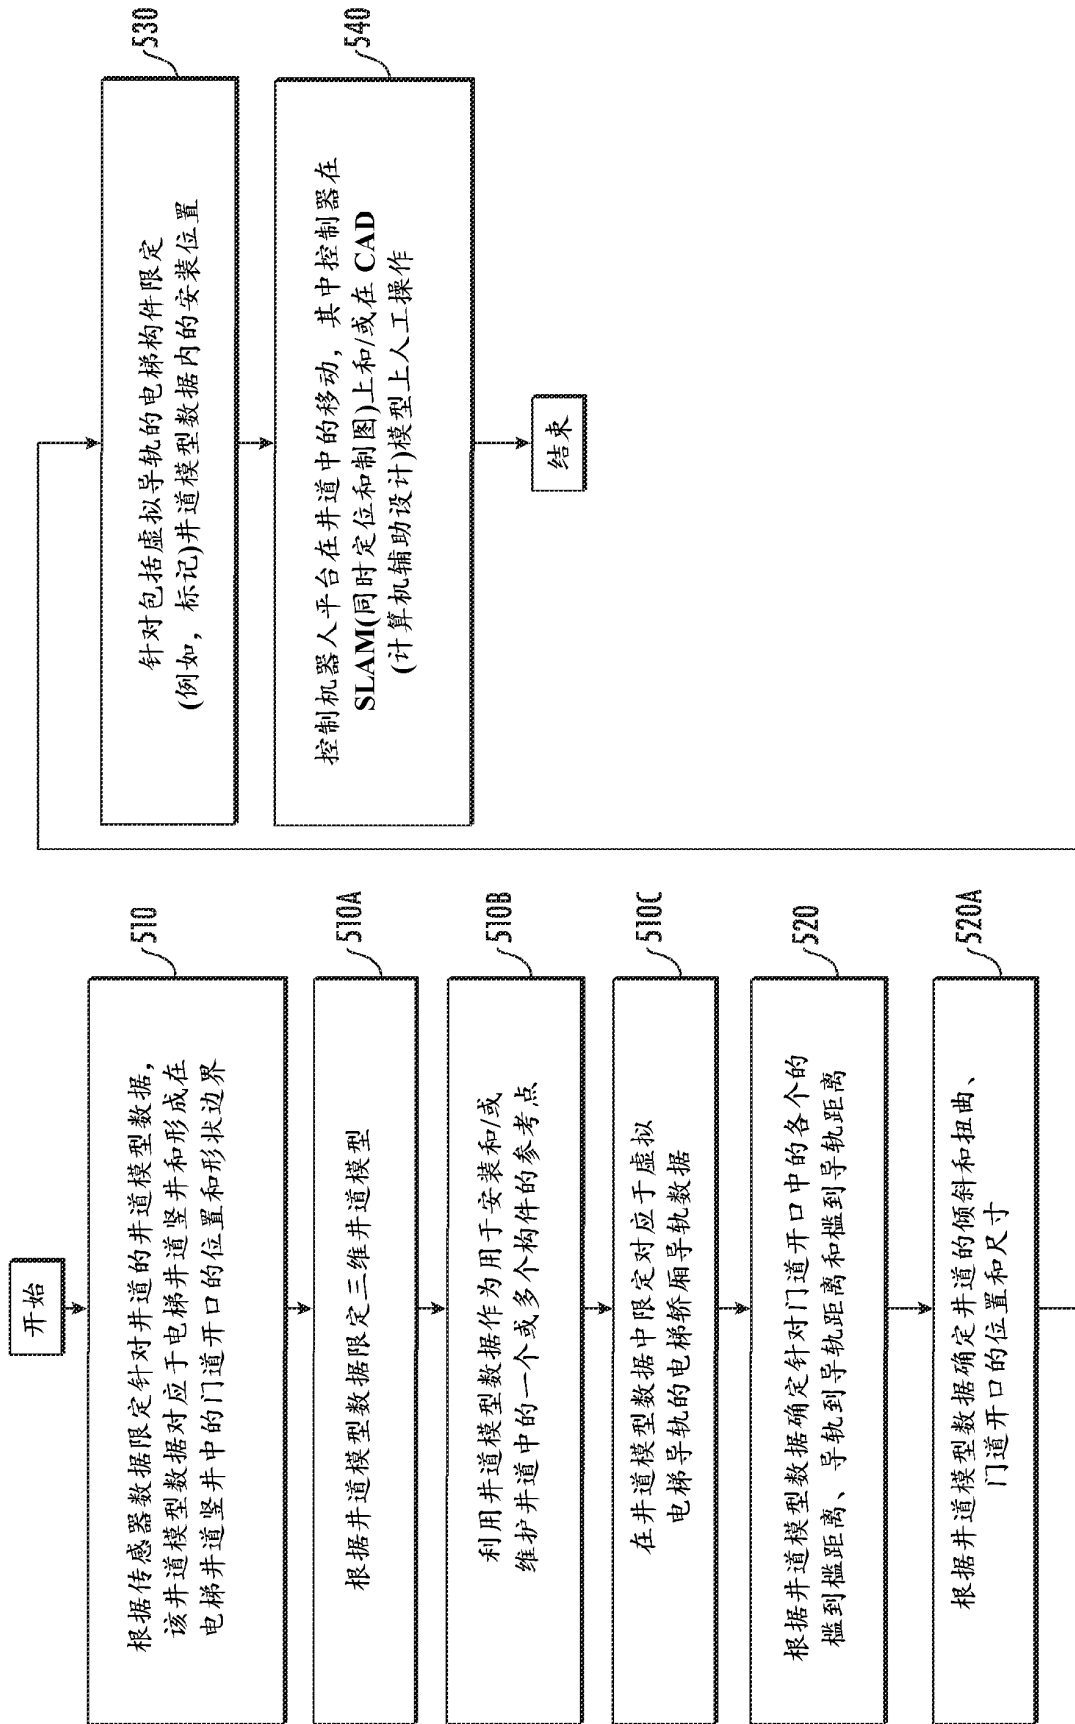 开始
根据传感器数据限定针对井道的井道模型数据，
该井道模型数据对应于电梯井道竖井和形成在
电梯井道竖井中的门道开口的位置和形状边界
510
根据井道模型数据限定三维井道模型
510A
利用井道模型数据作为用于安装和/或
维护井道中的一个或多个构件的参考点
510B
在井道模型数据中限定对应于虚拟
电梯导轨的电梯轿厢导轨数据
510C
根据井道模型数据确定针对门道开口中的各个的
槛到槛距离、导轨到导轨距离和槛到导轨距离
520
根据井道模型数据确定井道的倾斜和扭曲、
门道开口的位置和尺寸
520A
针对包括虚拟导轨的电梯构件限定
(例如，标记)井道模型数据内的安装位置
530
控制机器人平台在井道中的移动，其中控制器在
SLAM(同时定位和制图)上和/或在 CAD
(计算机辅助设计)模型上人工操作
540
结束